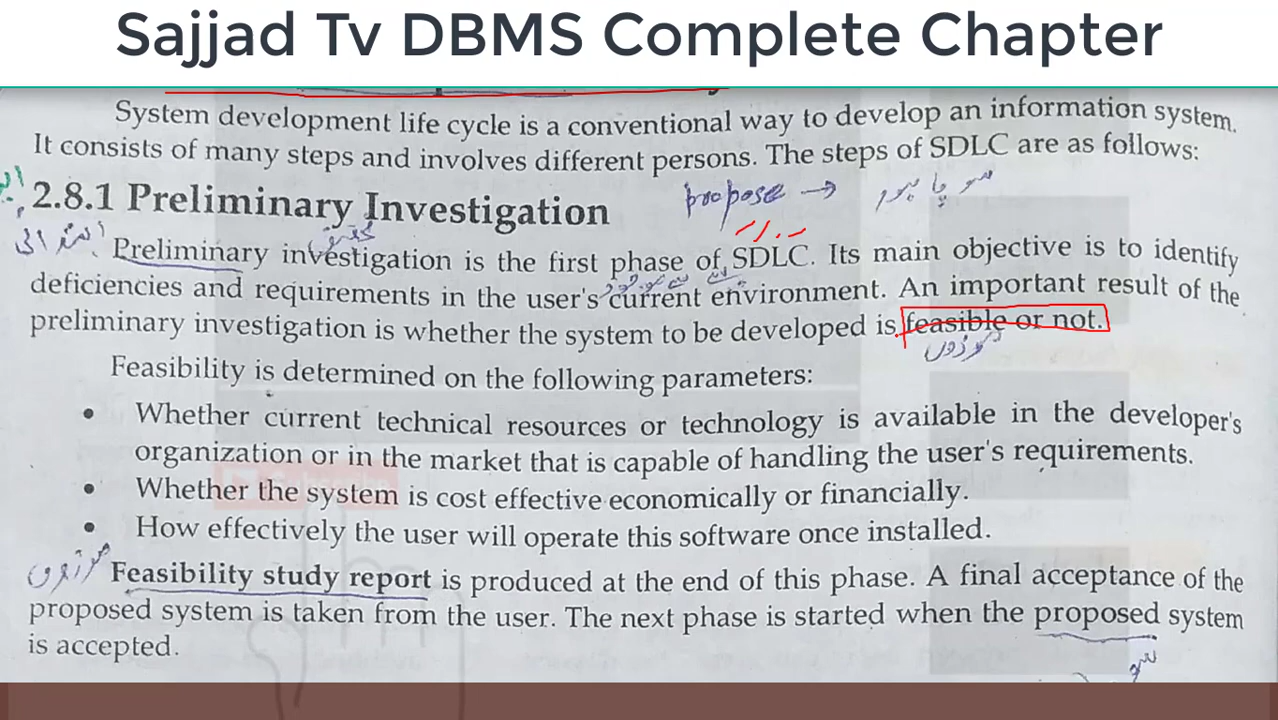 Sajjad Tv DBMS Complete Chapter
System development life cycle is a conventional way to develop an information system.
It consists of many steps and involves different persons. The steps of SDLC are as follows:
2.8.1 Preliminary Investigation
propose →
ابتدائی
Preliminary investigation is the first phase of SDLC. Its main objective is to identify
deficiencies and requirements in the user's current environment. An important result of the
preliminary investigation is whether the system to be developed is feasible or not.
موزوں
Feasibility is determined on the following parameters:
• Whether current technical resources or technology is available in the developer's
organization or in the market that is capable of handling the user's requirements.
• Whether the system is cost effective economically or financially.
• How effectively the user will operate this software once installed.
Feasibility study report is produced at the end of this phase. A final acceptance of the
proposed system is taken from the user. The next phase is started when the proposed system
is accepted.